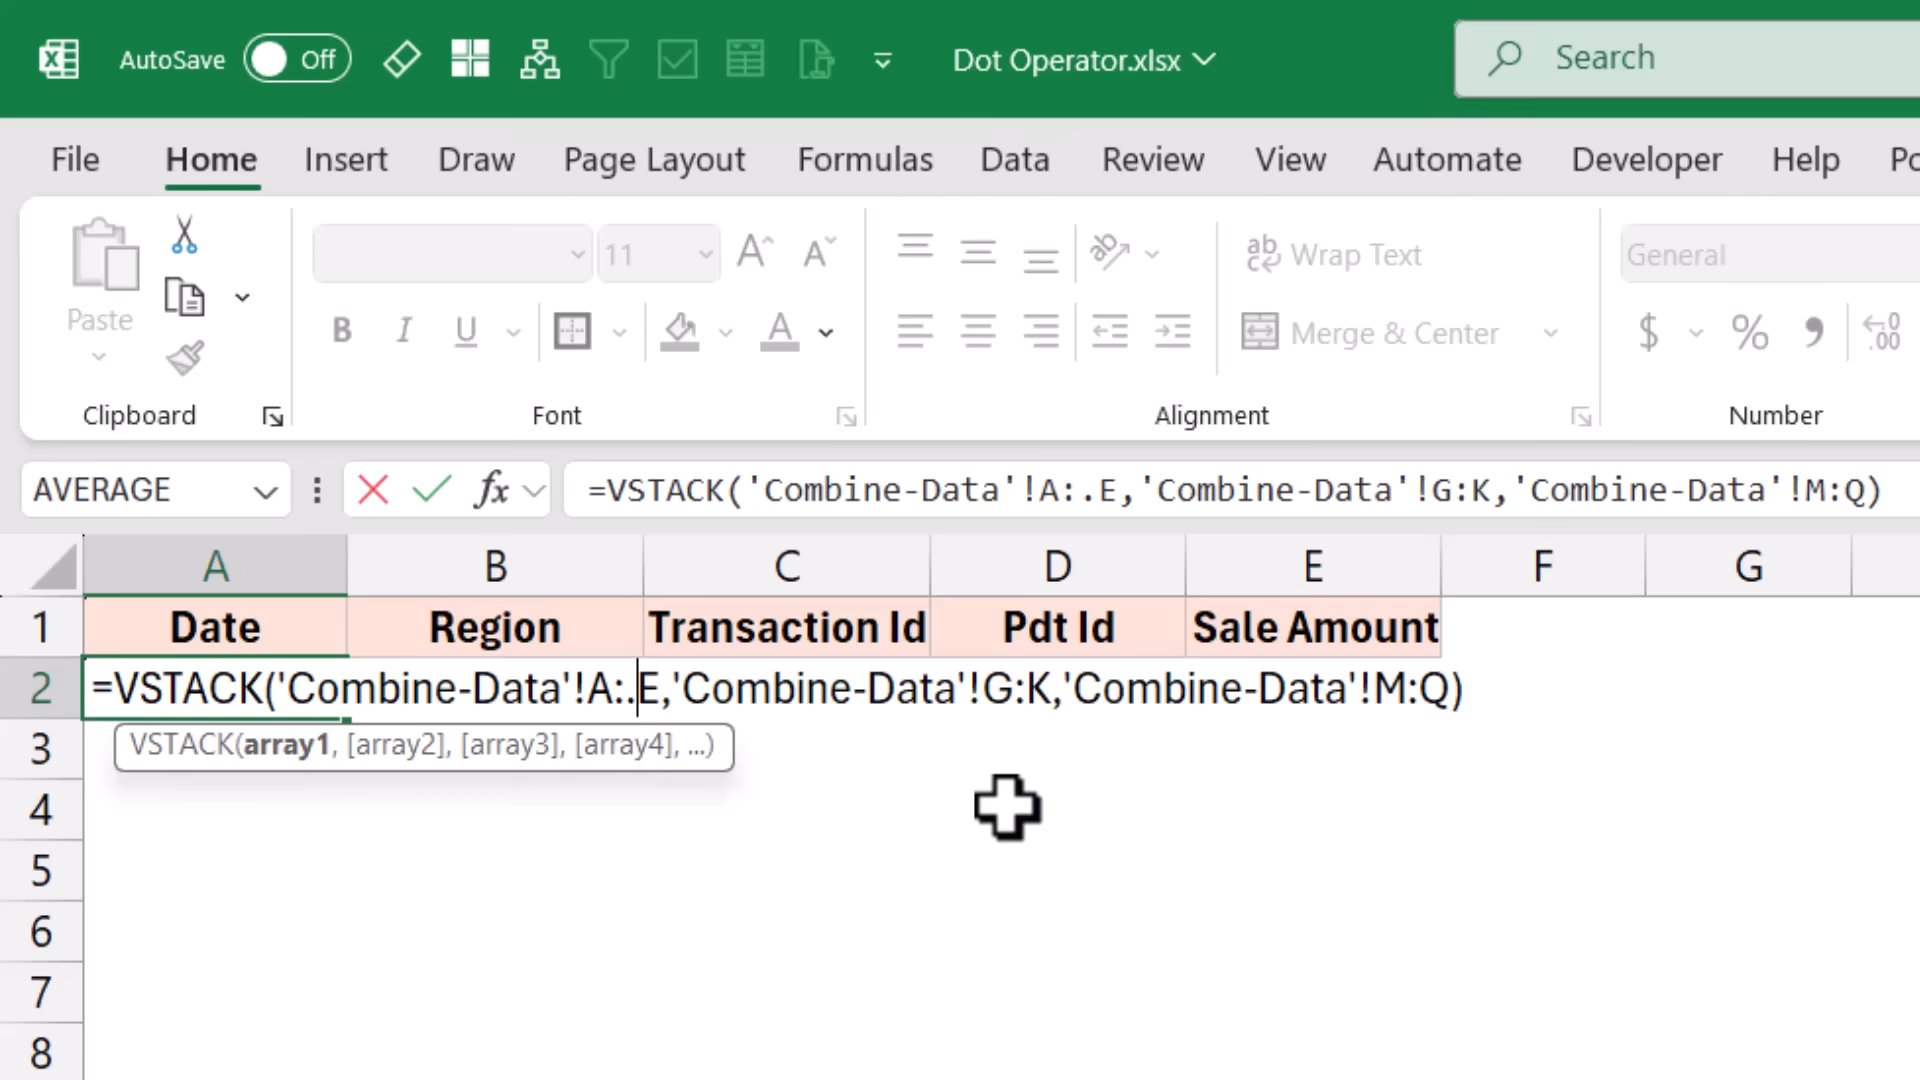 AutoSave Off Dot Operator.xlsx Search
File Home Insert Draw Page Layout Formulas Data Review View Automate Developer Help Po
11 ab Wrap Text General
Paste B I U A Merge & Center $ % .00
Clipboard Font Alignment Number
AVERAGE fx =VSTACK('Combine-Data'!A:.E,'Combine-Data'!G:K,'Combine-Data'!M:Q)
A B C D E F G
1 Date Region Transaction Id Pdt Id Sale Amount
2 =VSTACK('Combine-Data'!A:.E,'Combine-Data'!G:K,'Combine-Data'!M:Q)
VSTACK(array1, [array2], [array3], [array4], ...)
3
4
5
6
7
8